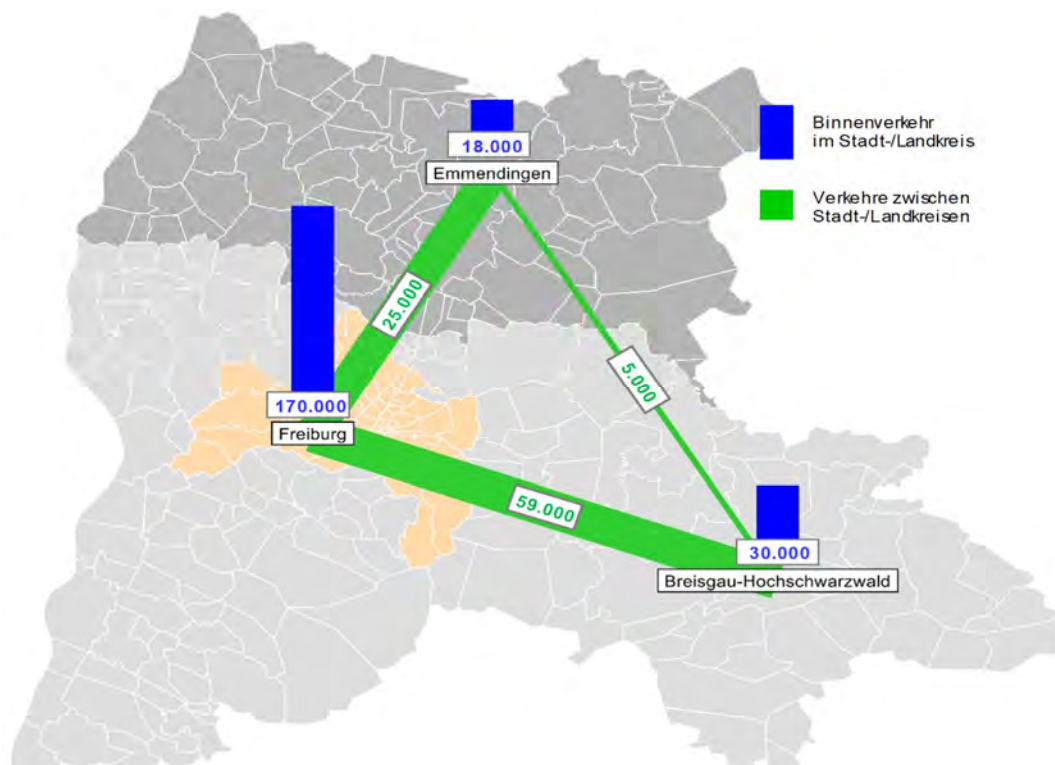 18.000
Emmendingen
Binnenverkehr
im Stadt-/Landkreis
Verkehre zwischen
Stadt-/Landkreisen
25.000
5.000
170.000
Freiburg
59.000
30.000
Breisgau-Hochschwarzwald